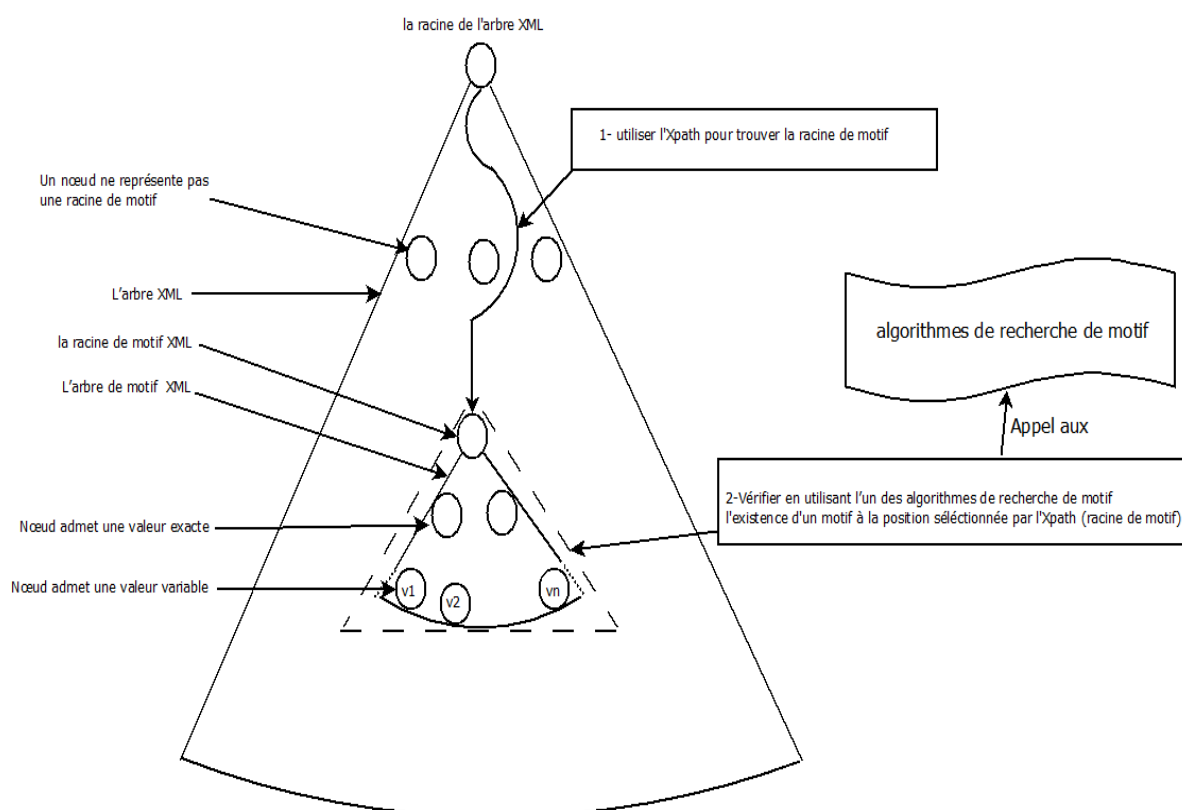 la racine de l'arbre XML
1- utiliser l'Xpath pour trouver la racine de motif
Un nœud ne représente pas
une racine de motif
L'arbre XML
la racine de motif XML
L'arbre de motif XML
algorithmes de recherche de motif
Appel aux
2-Vérifier en utilisant l'un des algorithmes de recherche de motif
l'existence d'un motif à la position séléctionnée par l'Xpath (racine de motif)
Nœud admet une valeur exacte
Nœud admet une valeur variable
v1
v2
vn